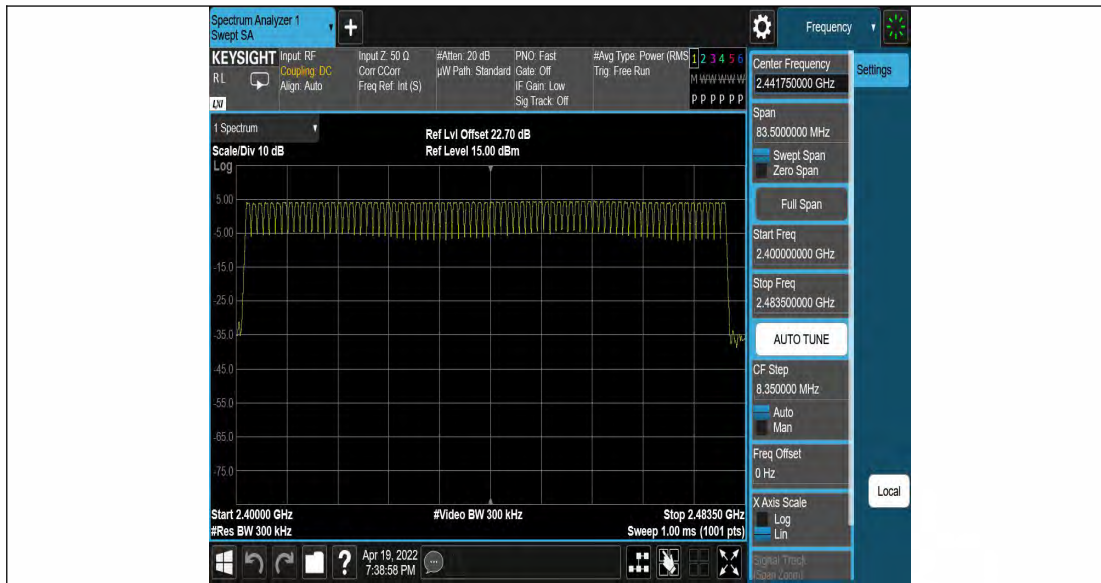 Spectrum Analyzer 1
Swept SA
+
Frequency
KEYSIGHT
RL
LXI
Input: RF
Coupling: DC
Align: Auto
Input Z: 50 Ω
Corr CCorr
Freq Ref: Int (S)
#Atten: 20 dB
µW Path: Standard
PNO: Fast
Gate: Off
IF Gain: Low
Sig Track: Off
#Avg Type: Power (RMS
Trig: Free Run
1 2 3 4 5 6
M W W W W W
P P P P P P
1 Spectrum
Scale/Div 10 dB
Log
Ref Lvl Offset 22.70 dB
Ref Level 15.00 dBm
5.00
-5.00
-15.0
-25.0
-35.0
-45.0
-55.0
-65.0
-75.0
Start 2.40000 GHz
#Res BW 300 kHz
#Video BW 300 kHz
Stop 2.48350 GHz
Sweep 1.00 ms (1001 pts)
?
Apr 19, 2022
7:38:58 PM
Center Frequency
2.441750000 GHz
Settings
Span
83.5000000 MHz
Swept Span
Zero Span
Full Span
Start Freq
2.400000000 GHz
Stop Freq
2.483500000 GHz
AUTO TUNE
CF Step
8.350000 MHz
Auto
Man
Freq Offset
0 Hz
X Axis Scale
Log
Lin
Local
Signal Track
(Span Zoom)